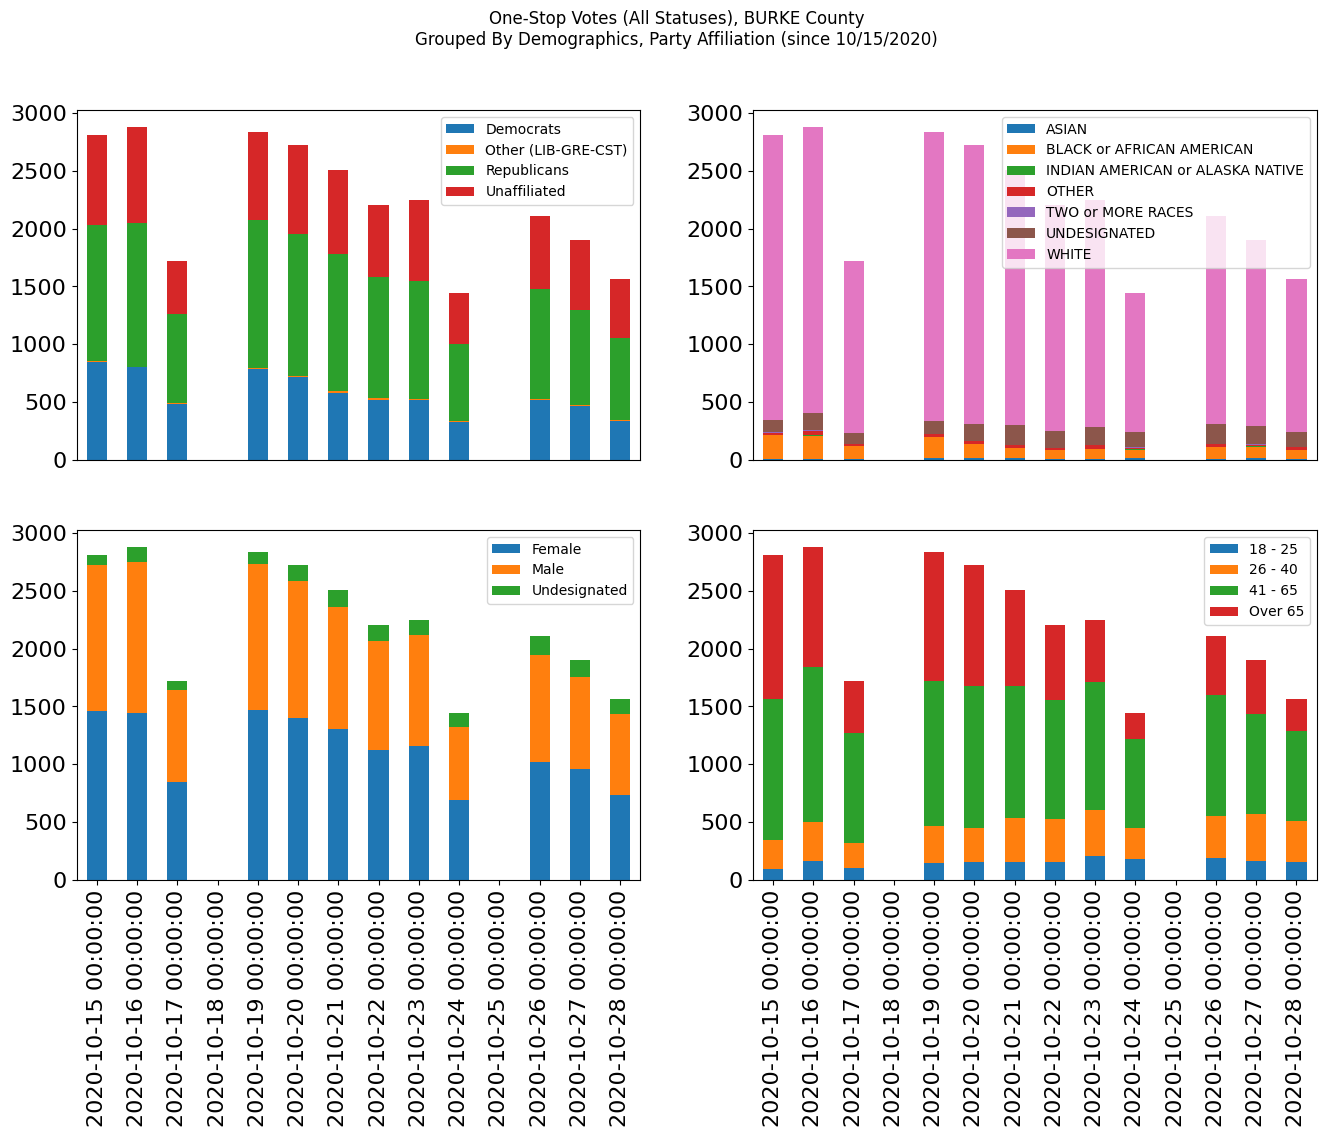 One-Stop Votes (All Statuses), BURKE County
Grouped By Demographics, Party Affiliation (since 10/15/2020)
3000
2500
2000
1500
1000
500
0
Democrats
Other (LIB-GRE-CST)
Republicans
Unaffiliated
3000
2500
2000
1500
1000
500
0
ASIAN
BLACK or AFRICAN AMERICAN
INDIAN AMERICAN or ALASKA NATIVE
OTHER
TWO or MORE RACES
UNDESIGNATED
WHITE
3000
2500
2000
1500
1000
500
0
Female
Male
Undesignated
2020-10-15 00:00:00
2020-10-16 00:00:00
2020-10-17 00:00:00
2020-10-18 00:00:00
2020-10-19 00:00:00
2020-10-20 00:00:00
2020-10-21 00:00:00
2020-10-22 00:00:00
2020-10-23 00:00:00
2020-10-24 00:00:00
2020-10-25 00:00:00
2020-10-26 00:00:00
2020-10-27 00:00:00
2020-10-28 00:00:00
3000
2500
2000
1500
1000
500
0
18 - 25
26 - 40
41 - 65
Over 65
2020-10-15 00:00:00
2020-10-16 00:00:00
2020-10-17 00:00:00
2020-10-18 00:00:00
2020-10-19 00:00:00
2020-10-20 00:00:00
2020-10-21 00:00:00
2020-10-22 00:00:00
2020-10-23 00:00:00
2020-10-24 00:00:00
2020-10-25 00:00:00
2020-10-26 00:00:00
2020-10-27 00:00:00
2020-10-28 00:00:00